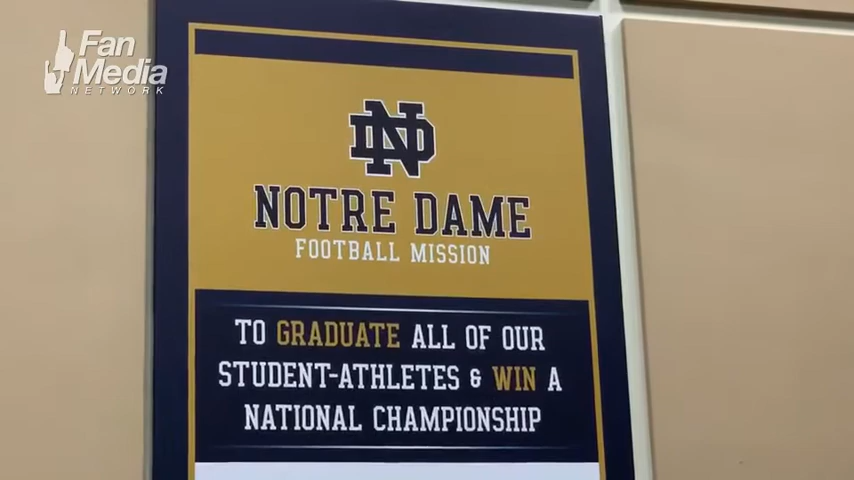 Fan
Media
NETWORK
ND
NOTRE DAME
FOOTBALL MISSION
TO GRADUATE ALL OF OUR
STUDENT-ATHLETES & WIN A
NATIONAL CHAMPIONSHIP